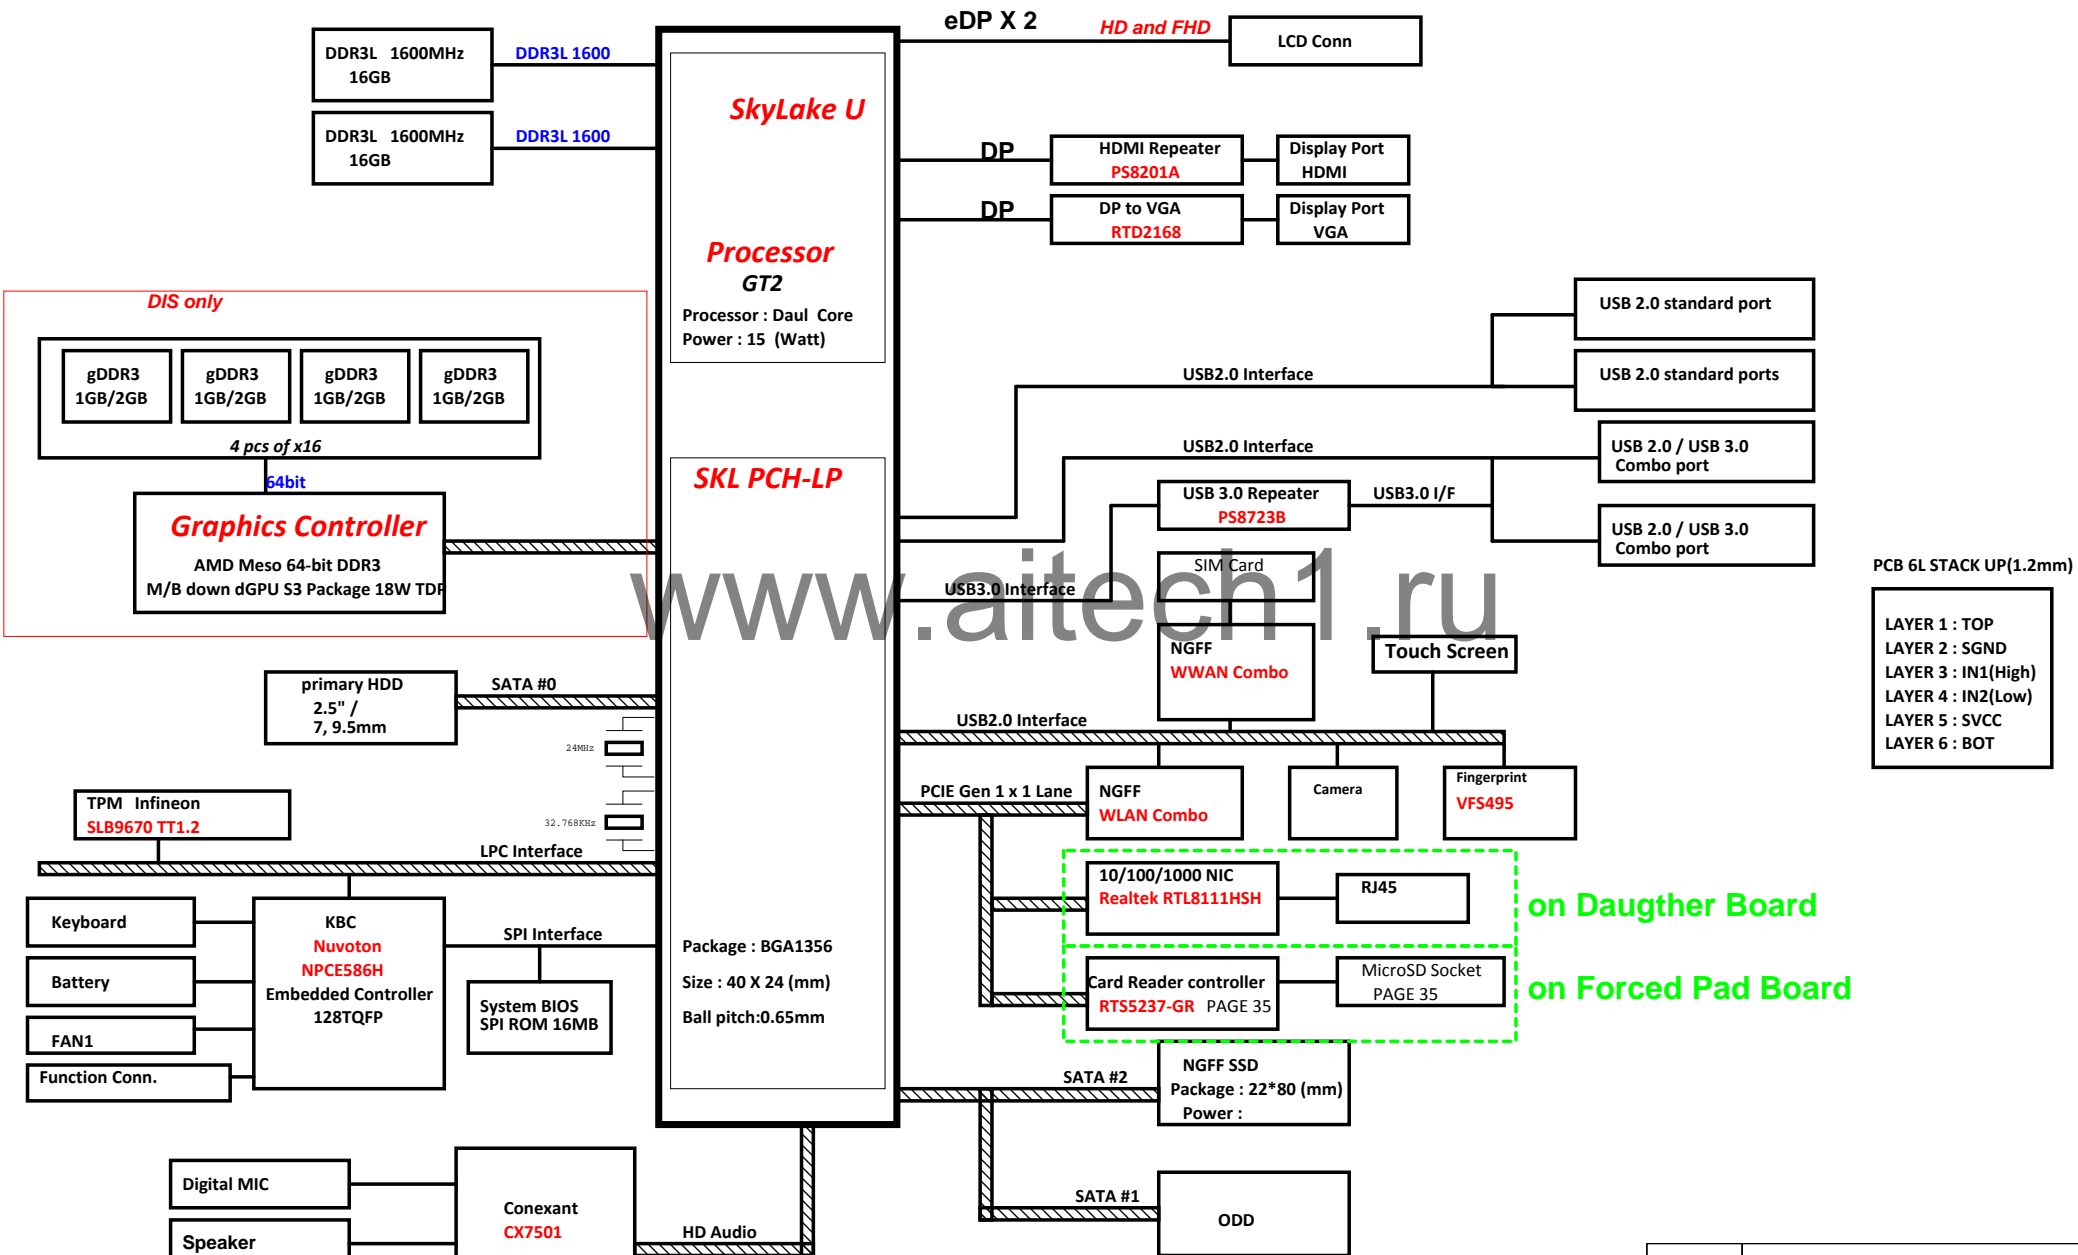 eDP X 2
HD and FHD
LCD Conn
DDR3L 1600MHz
16GB
DDR3L 1600
DDR3L 1600MHz
16GB
DDR3L 1600
SkyLake U
Processor
GT2
Processor : Daul Core
Power : 15 (Watt)
DP
HDMI Repeater
PS8201A
Display Port
HDMI
DP
DP to VGA
RTD2168
Display Port
VGA
DIS only
gDDR3
1GB/2GB
gDDR3
1GB/2GB
gDDR3
1GB/2GB
gDDR3
1GB/2GB
4 pcs of x16
64bit
Graphics Controller
AMD Meso 64-bit DDR3
M/B down dGPU S3 Package 18W TDP
USB 2.0 standard port
USB2.0 Interface
USB 2.0 standard ports
USB2.0 Interface
USB 2.0 / USB 3.0
Combo port
SKL PCH-LP
USB 3.0 Repeater
PS8723B
USB3.0 I/F
USB 2.0 / USB 3.0
Combo port
SIM Card
USB3.0 Interface
www.aitech1.ru
PCB 6L STACK UP(1.2mm)
LAYER 1 : TOP
LAYER 2 : SGND
LAYER 3 : IN1(High)
LAYER 4 : IN2(Low)
LAYER 5 : SVCC
LAYER 6 : BOT
NGFF
WWAN Combo
Touch Screen
primary HDD
2.5" /
7, 9.5mm
SATA #0
USB2.0 Interface
24MHz
32.768KHz
PCIE Gen 1 x 1 Lane
NGFF
WLAN Combo
Camera
Fingerprint
VFS495
TPM Infineon
SLB9670 TT1.2
LPC Interface
10/100/1000 NIC
Realtek RTL8111HSH
RJ45
on Daugther Board
Keyboard
Battery
FAN1
Function Conn.
KBC
Nuvoton
NPCE586H
Embedded Controller
128TQFP
SPI Interface
System BIOS
SPI ROM 16MB
Package : BGA1356
Size : 40 X 24 (mm)
Ball pitch:0.65mm
Card Reader controller
RTS5237-GR PAGE 35
MicroSD Socket
PAGE 35
on Forced Pad Board
SATA #2
NGFF SSD
Package : 22*80 (mm)
Power :
SATA #1
ODD
Digital MIC
Speaker
Conexant
CX7501
HD Audio